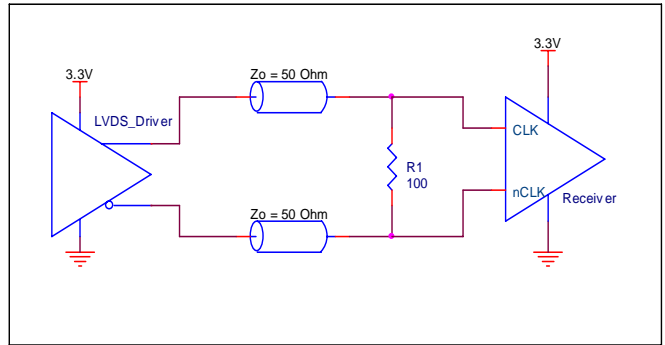 3.3V
LVDS_Driver
Zo = 50 Ohm
Zo = 50 Ohm
R1
100
3.3V
CLK
nCLK
Receiver